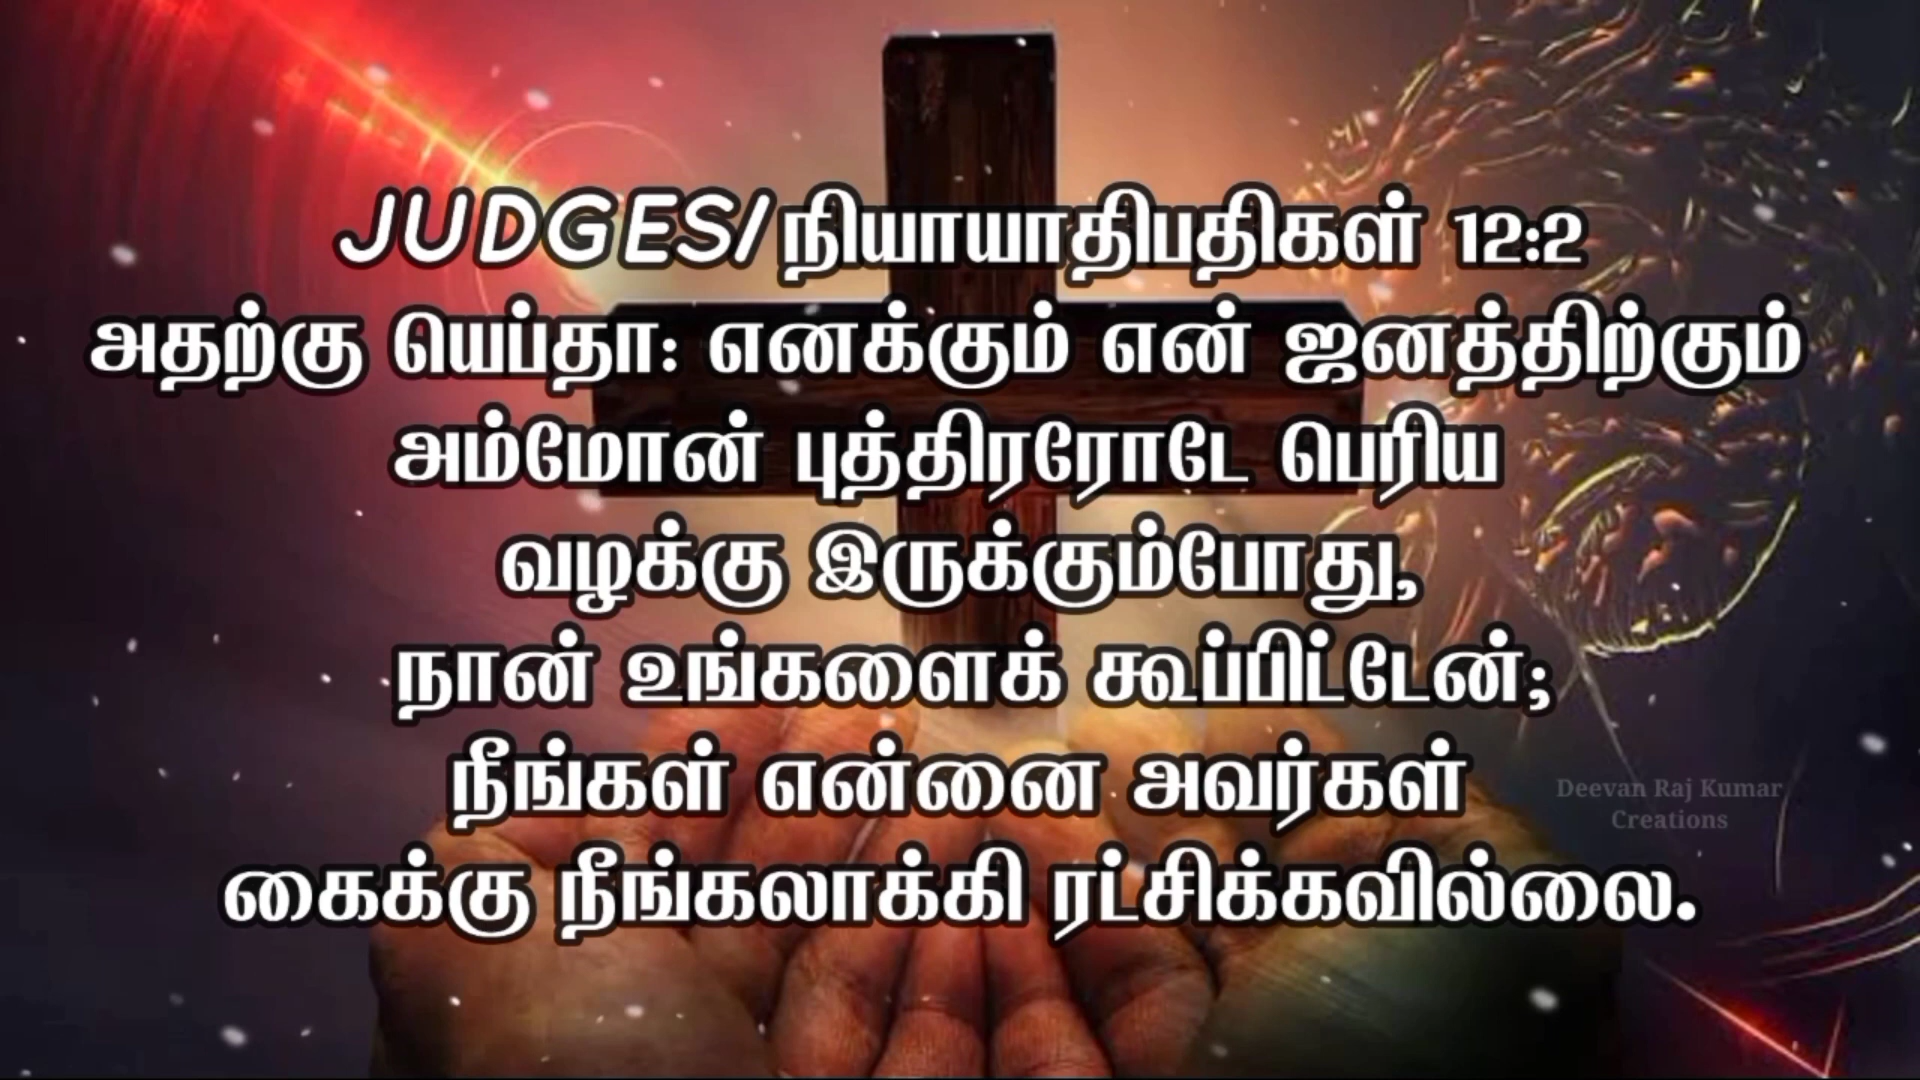 JUDGES/நியாயாதிபதிகள் 12:2
அதற்கு யெப்தா: எனக்கும் என் ஜனத்திற்கும்
அம்மோன் புத்திரரோடே பெரிய
வழக்கு இருக்கும்போது,
நான் உங்களைக் கூப்பிட்டேன்;
நீங்கள் என்னை அவர்கள்
கைக்கு நீங்கலாக்கி ரட்சிக்கவில்லை.
Deevan Raj Kumar
Creations